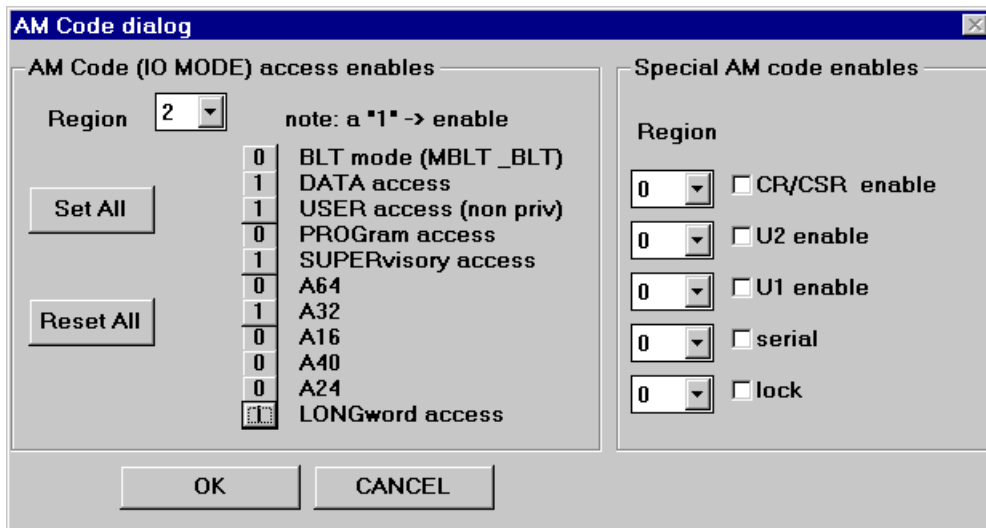 AM Code dialog
AM Code (IO MODE) access enables
Region 2 note: a "1" -> enable
0 BLT mode (MBLT _BLT)
1 DATA access
1 USER access (non priv)
0 PROGram access
1 SUPERvisory access
0 A64
1 A32
0 A16
0 A40
0 A24
1 LONGword access
Set All
Reset All
Special AM code enables
Region
0 CR/CSR enable
0 U2 enable
0 U1 enable
0 serial
0 lock
OK
CANCEL